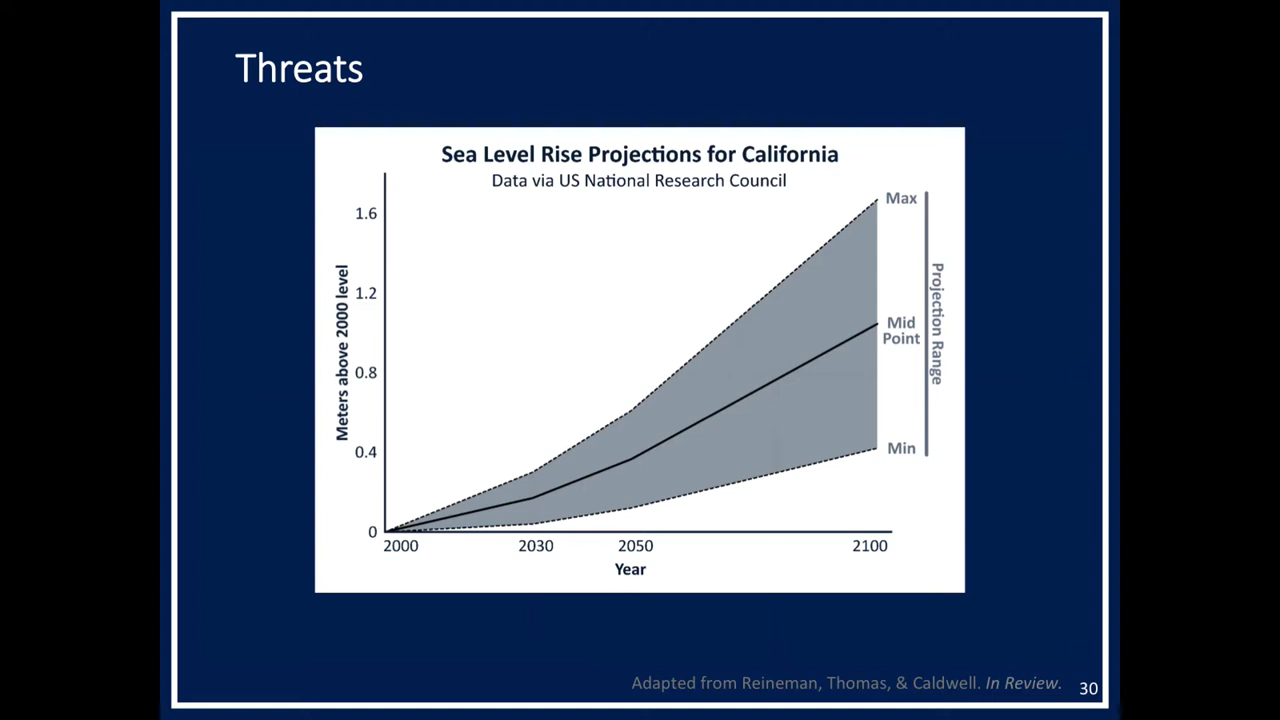 Threats
Sea Level Rise Projections for California
Data via US National Research Council
Meters above 2000 level
1.6
1.2
0.8
0.4
0
2000
2030
2050
2100
Year
Max
Mid
Point
Min
Projection Range
Adapted from Reineman, Thomas, & Caldwell. In Review.
30